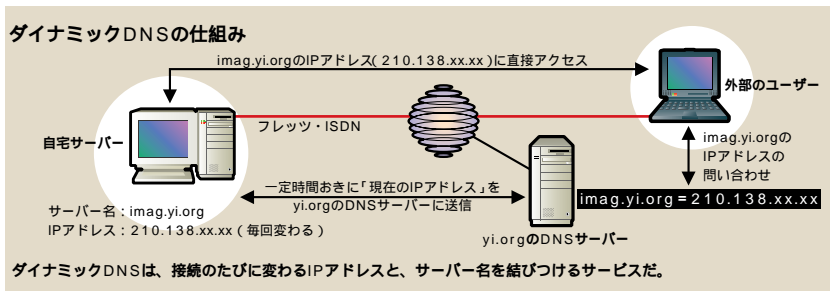 ダイナミックDNSの仕組み
imag.yi.orgのIPアドレス(210.138.xx.xx)に直接アクセス
外部のユーザー
フレッツ・ISDN
自宅サーバー
imag.yi.orgの
IPアドレスの
問い合わせ
一定時間おきに「現在のIPアドレス」を
yi.orgのDNSサーバーに送信
imag.yi.org=210.138.xx.xx
サーバー名:imag.yi.org
IPアドレス:210.138.xx.xx(毎回変わる)
yi.orgのDNSサーバー
ダイナミックDNSは、接続のたびに変わるIPアドレスと、サーバー名を結びつけるサービスだ。